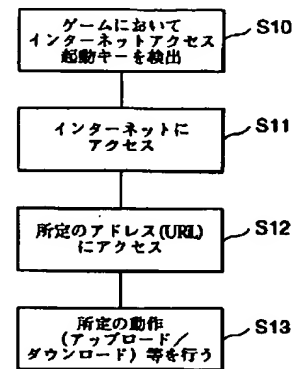 ゲームにおいて
インターネットアクセス
起動キーを検出
S10
インターネットに
アクセス
S11
所定のアドレス(URL)
にアクセス
S12
所定の動作
(アップロード/
ダウンロード) 等を行う
S13